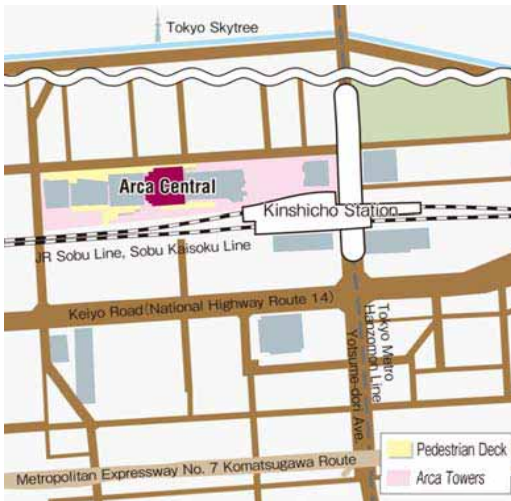 Tokyo Skytree
Arca Central
Kinshicho Station
JR Sobu Line, Sobu Kaisoku Line
Keiyo Road(National Highway Route 14)
Tokyo Metro
Hanzomon Line
Yotsume-dori Ave.
Pedestrian Deck
Arca Towers
Metropolitan Expressway No. 7 Komatsugawa Route